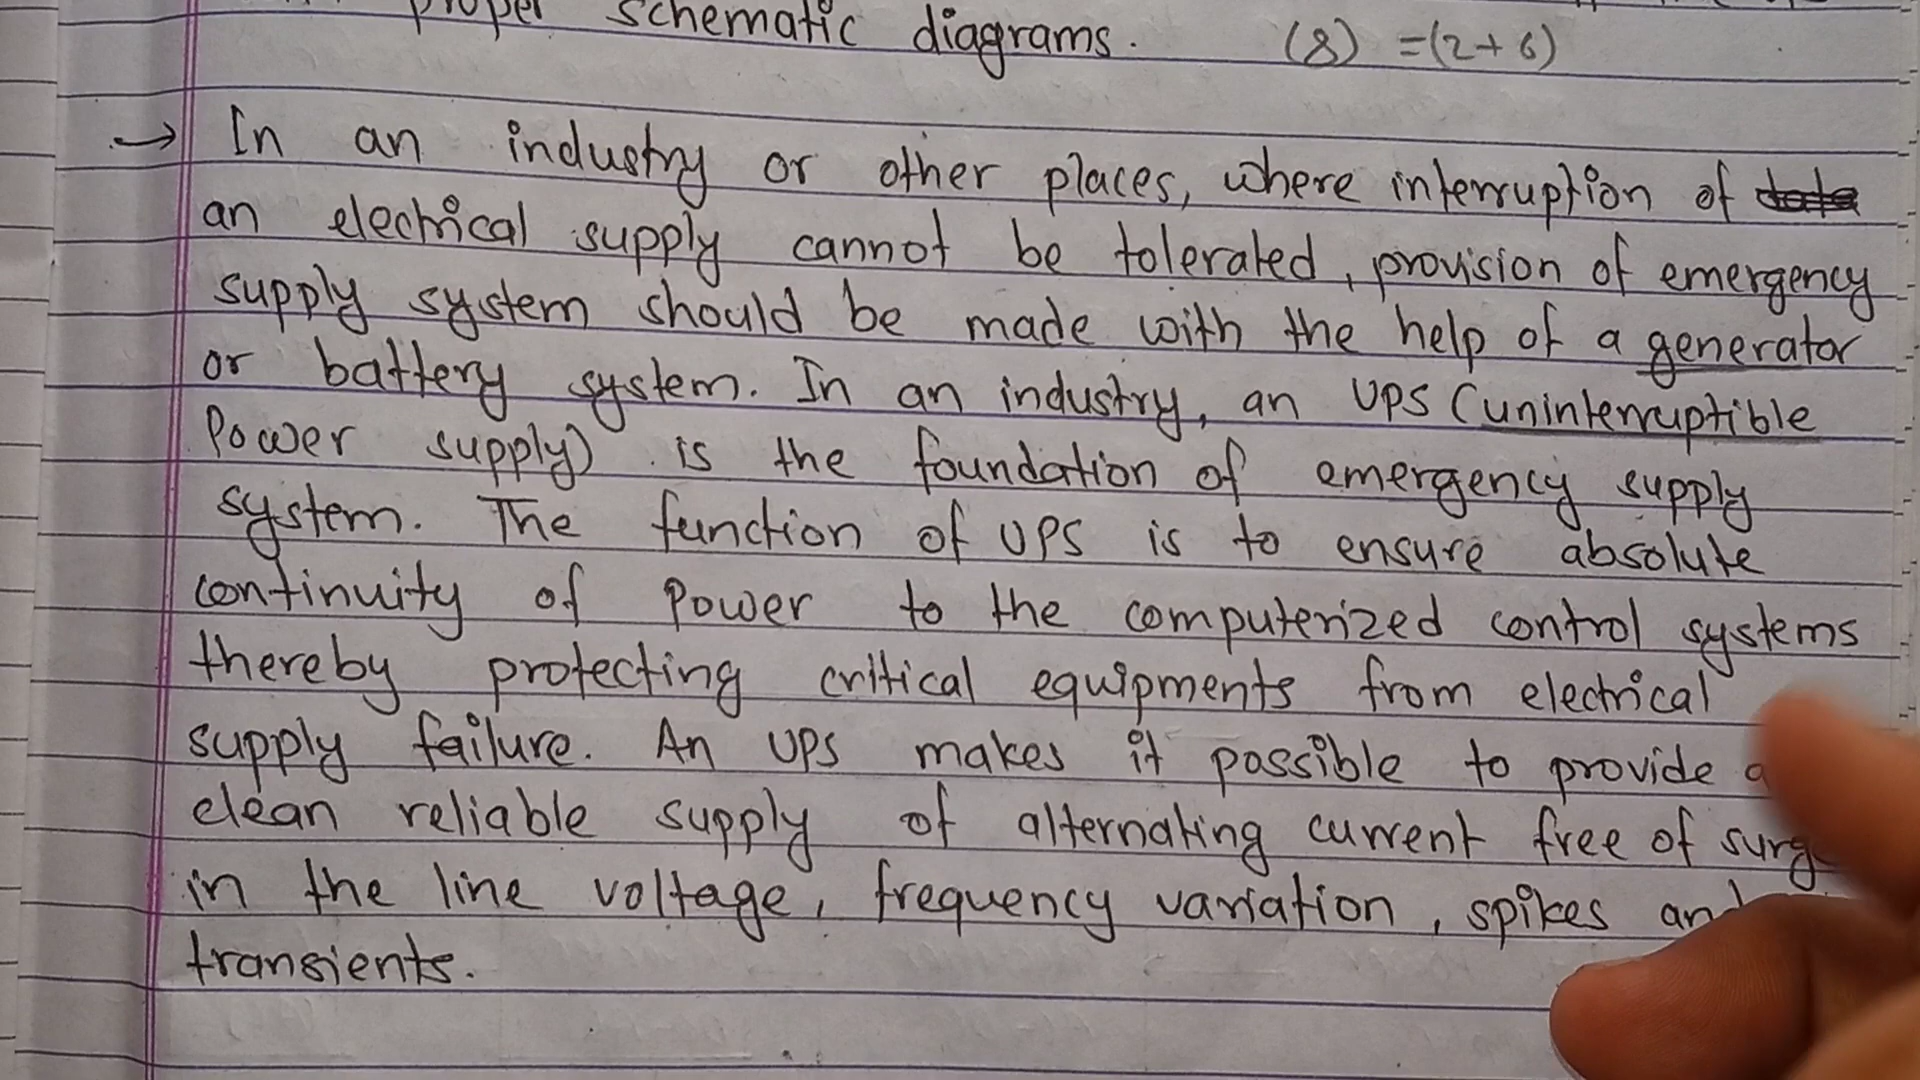 proper schematic diagrams. (8) = (2+6)
→ In an industry or other places, where interruption of
an electrical supply cannot be tolerated, provision of emergency
supply system should be made with the help of a generator
or battery system. In an industry, an UPS (uninterruptible
Power supply) is the foundation of emergency supply
system. The function of UPS is to ensure absolute
continuity of power to the computerized control systems
thereby protecting critical equipments from electrical
supply failure. An UPS makes it possible to provide
clean reliable supply of alternating current free of
in the line voltage, frequency variation, spikes and
transients.